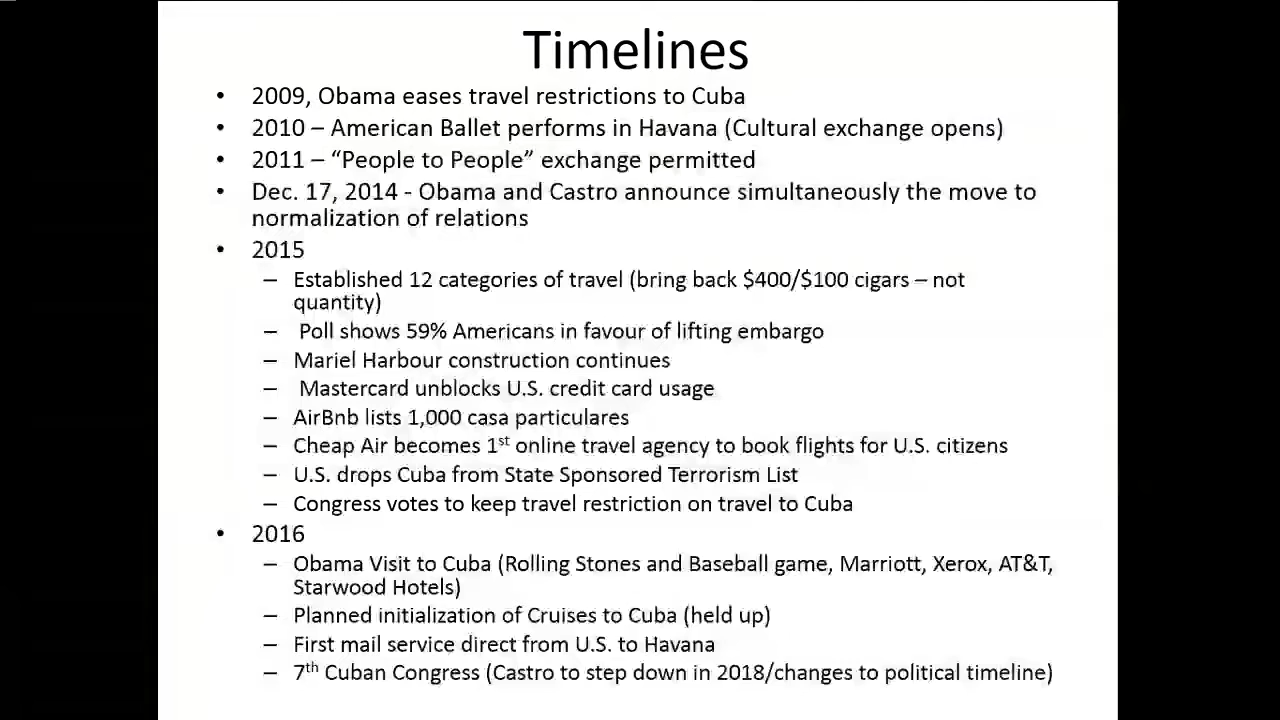 Timelines
• 2009, Obama eases travel restrictions to Cuba
• 2010 – American Ballet performs in Havana (Cultural exchange opens)
• 2011 – “People to People” exchange permitted
• Dec. 17, 2014 - Obama and Castro announce simultaneously the move to
normalization of relations
• 2015
– Established 12 categories of travel (bring back $400/$100 cigars – not
quantity)
– Poll shows 59% Americans in favour of lifting embargo
– Mariel Harbour construction continues
– Mastercard unblocks U.S. credit card usage
– AirBnb lists 1,000 casa particulares
– Cheap Air becomes 1st online travel agency to book flights for U.S. citizens
– U.S. drops Cuba from State Sponsored Terrorism List
– Congress votes to keep travel restriction on travel to Cuba
• 2016
– Obama Visit to Cuba (Rolling Stones and Baseball game, Marriott, Xerox, AT&T,
Starwood Hotels)
– Planned initialization of Cruises to Cuba (held up)
– First mail service direct from U.S. to Havana
– 7th Cuban Congress (Castro to step down in 2018/changes to political timeline)